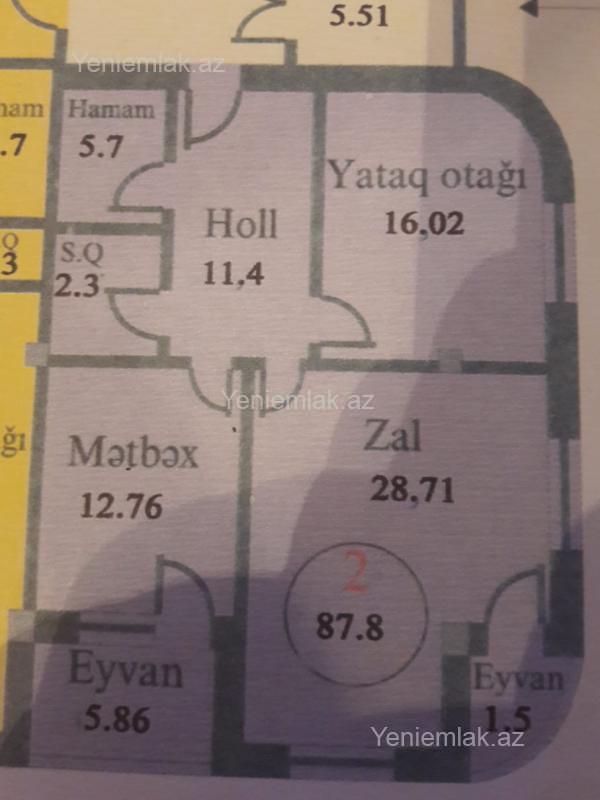 5.51
Yeniemlak.az
ham
.7
Hamam
5.7
Yataq otağı
16,02
Holl
11,4
Q
3
S.Q
2.3
Yeniemlak.az
ğı
Mətbəx
12.76
Zal
28,71
2
87.8
Eyvan
5.86
Eyvan
1,5
Yeniemlak.az